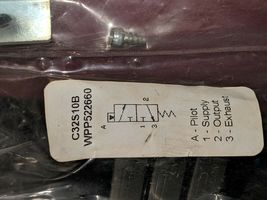 C32S10B
WPP522660
2
A
1 3
A - Pilot
1 - Supply
2 - Output
3 - Exhaust